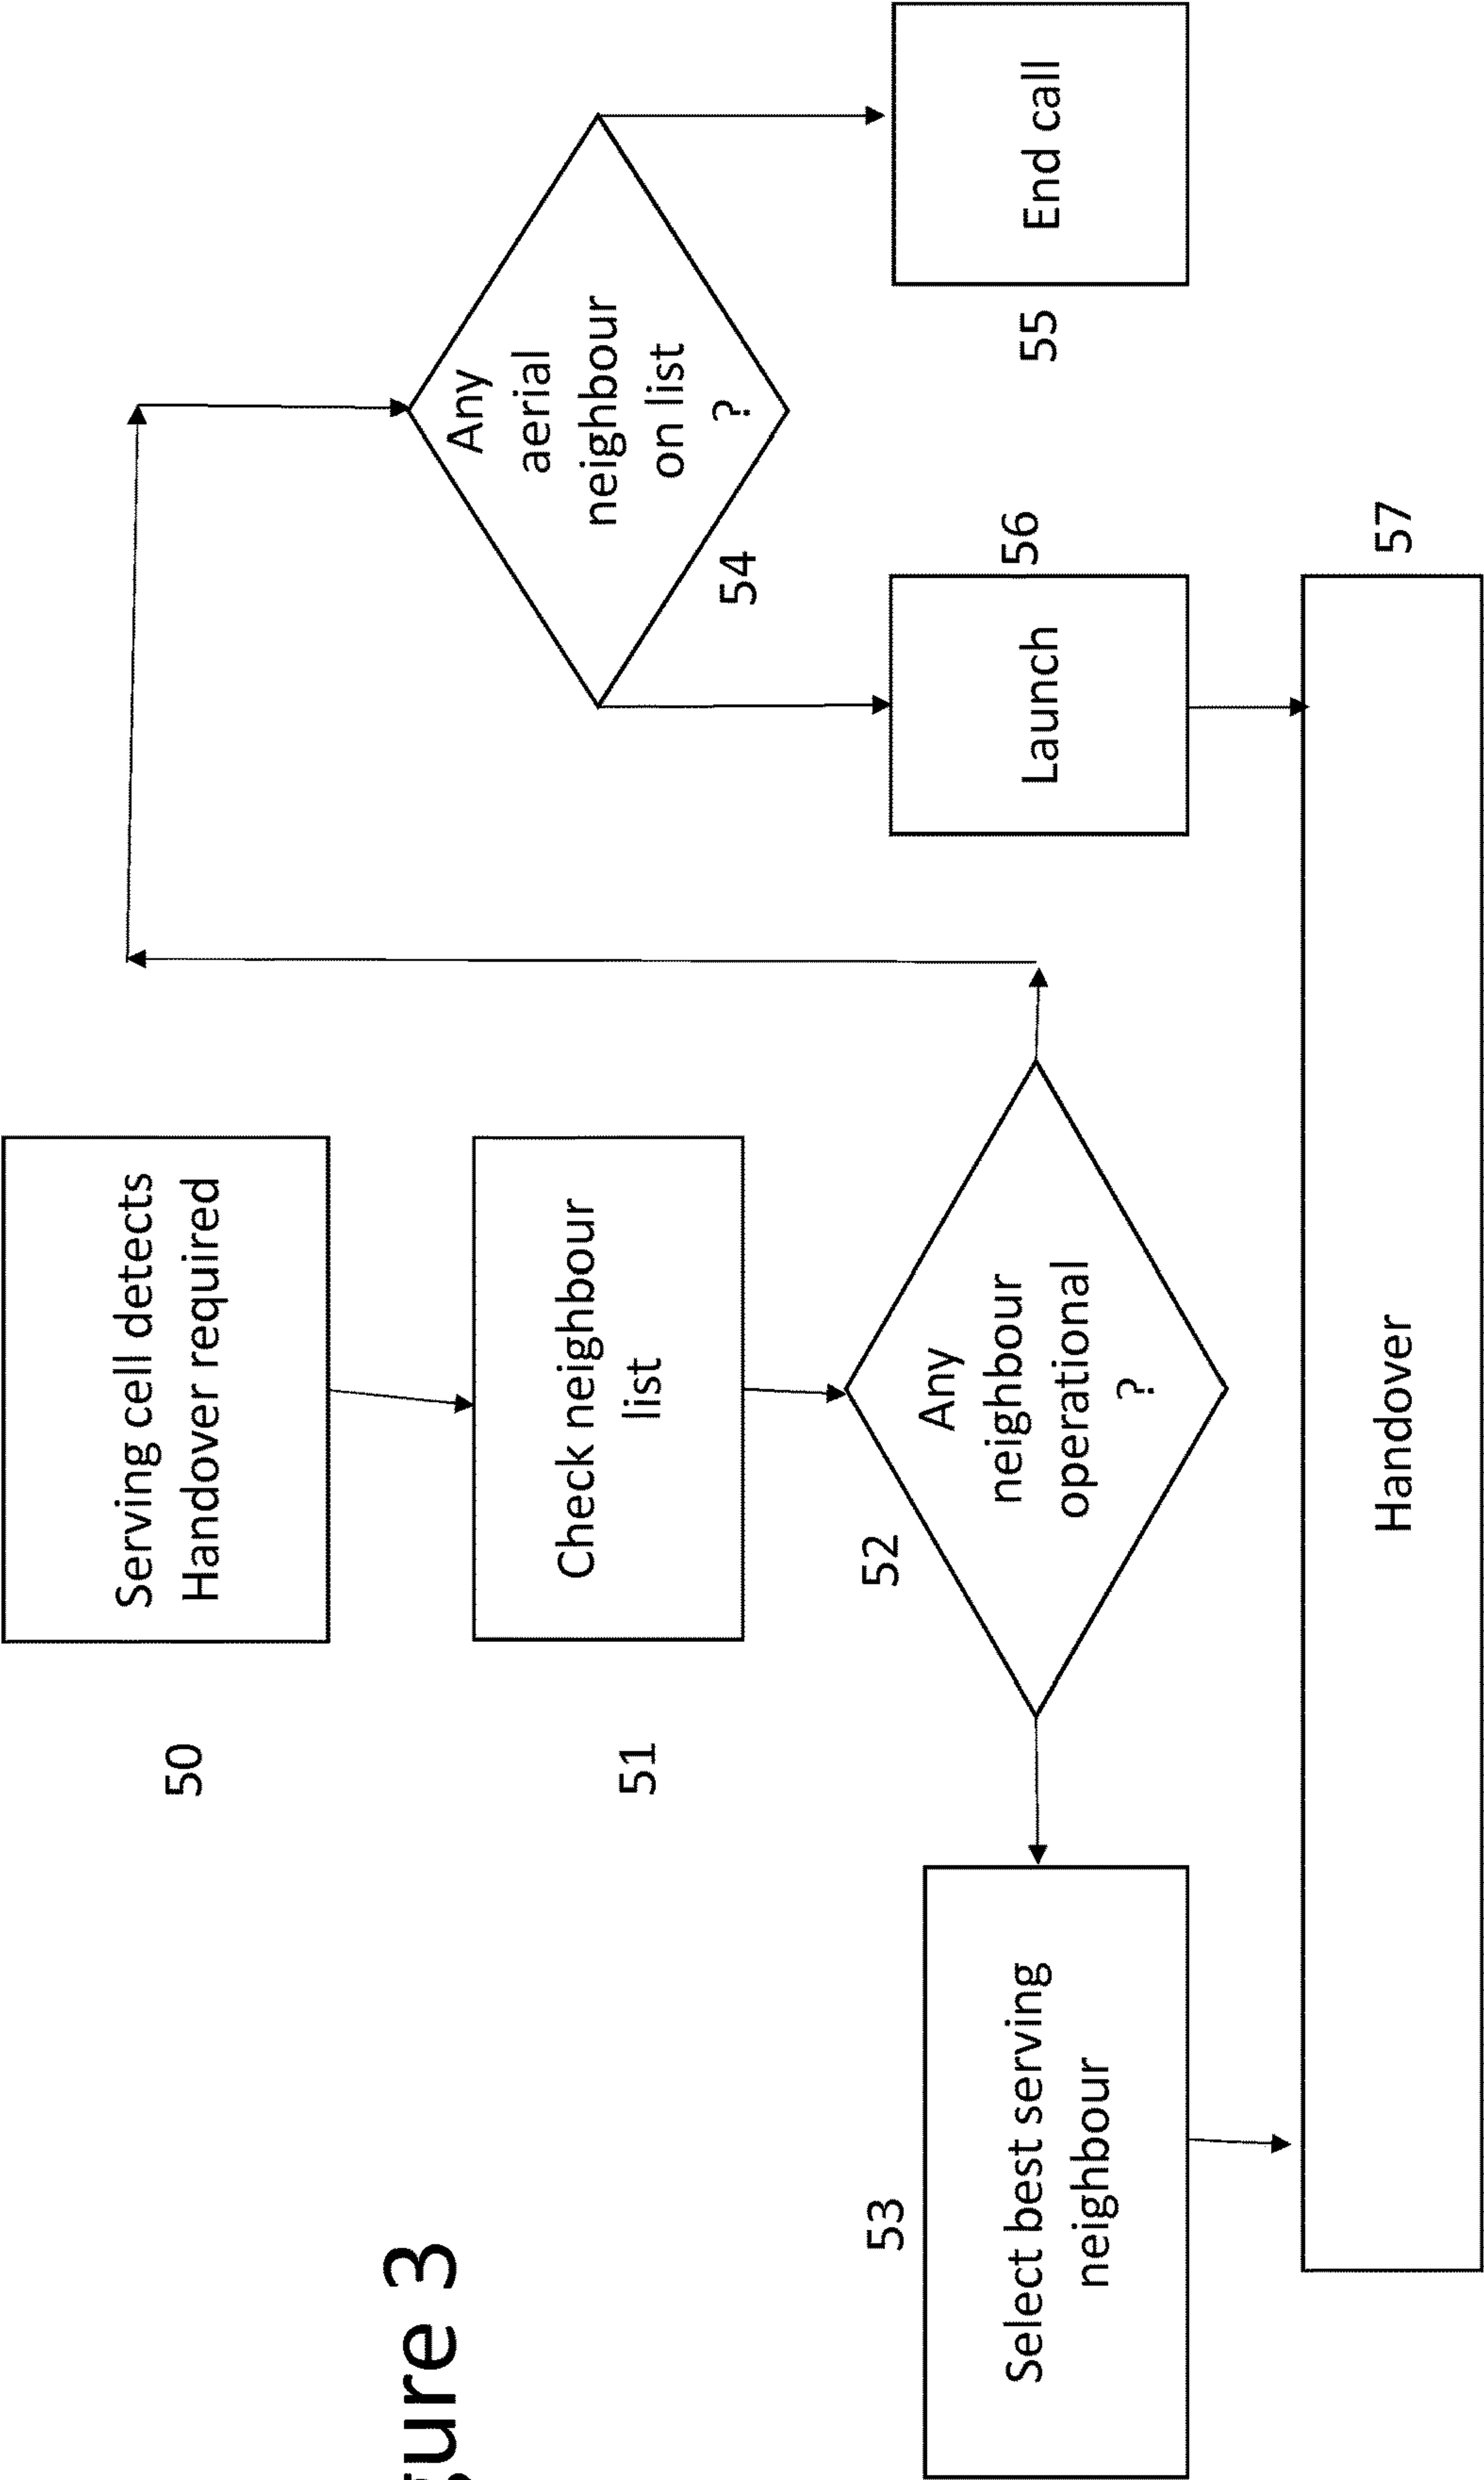 50
Serving cell detects
Handover required
51
Check neighbour
list
52
Any
neighbour
operational
?
53
Select best serving
neighbour
54
Any
aerial
neighbour
on list
?
55
End call
56
Launch
57
Handover
gure 3